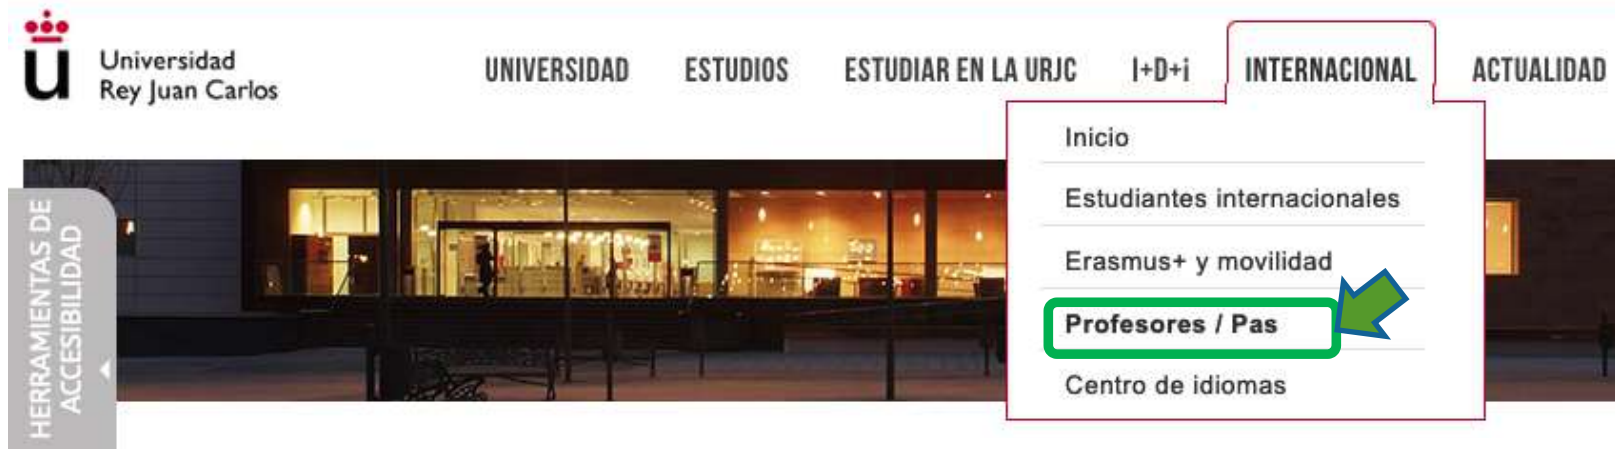 Universidad
Rey Juan Carlos
UNIVERSIDAD ESTUDIOS ESTUDIAR EN LA URJC I+D+i INTERNACIONAL ACTUALIDAD
Inicio
Estudiantes internacionales
Erasmus+ y movilidad
Profesores / Pas
Centro de idiomas
HERRAMIENTAS DE
ACCESIBILIDAD